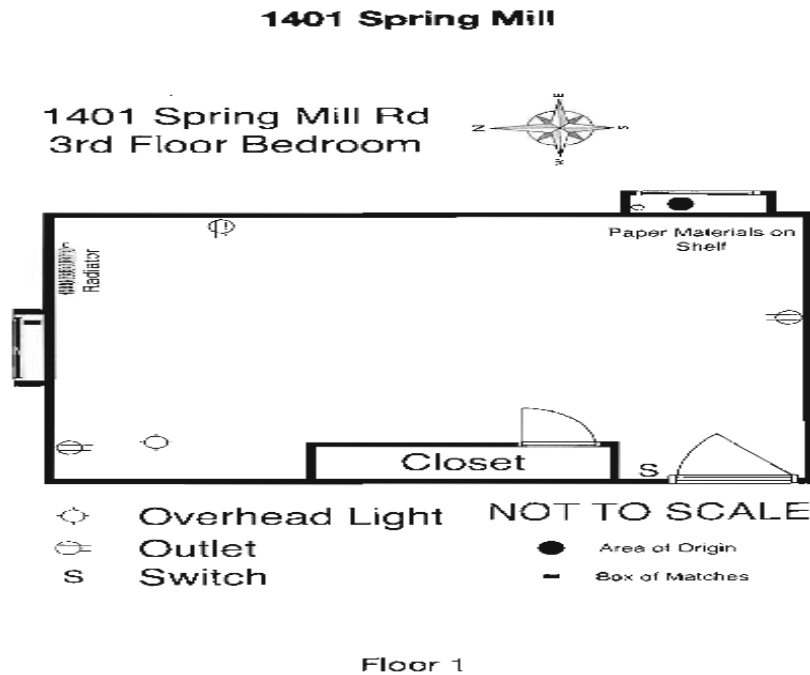 1401 Spring Mill
1401 Spring Mill Rd
3rd Floor Bedroom
E
N
S
W
Paper Materials on
Shelf
Radiator
Closet
S
Overhead Light
NOT TO SCALE
Outlet
Area of Origin
S
Switch
Box of Matches
Floor 1